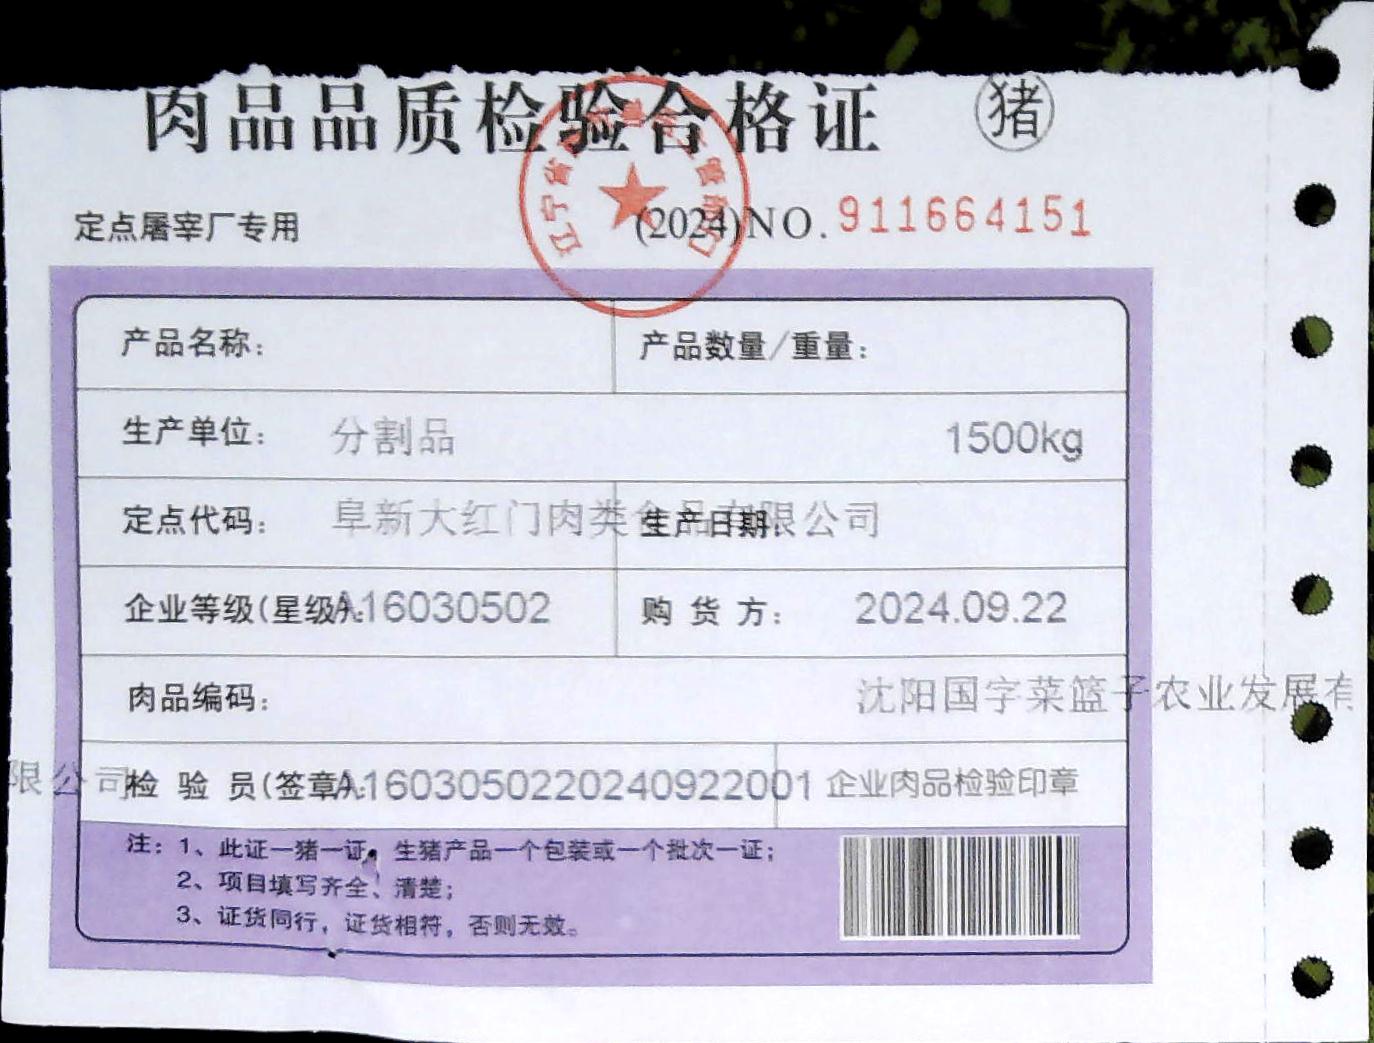 肉品品质检验合格证 猪
定点屠宰厂专用 (2024)NO.911664151
产品名称： 产品数量/重量：
生产单位： 分割品 1500kg
定点代码： 阜新大红门肉类食品有限公司 生产日期：
企业等级(星级)： A16030502 购货方： 2024.09.22
肉品编码： 沈阳国字菜篮子农业发展有
限公司 检验员(签章)： A1603050220240922001 企业肉品检验印章
注：1、此证一猪一证，生猪产品一个包装或一个批次一证；
2、项目填写齐全、清楚；
3、证货同行，证货相符，否则无效。